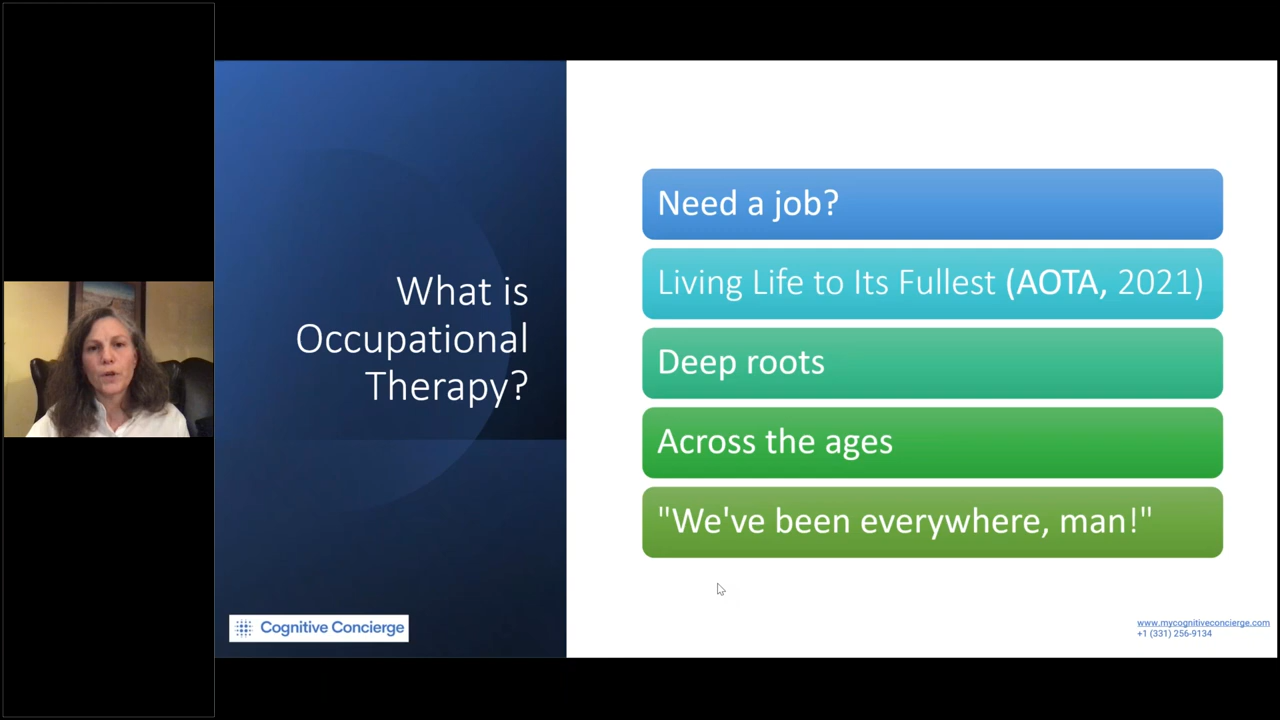 What is
Occupational
Therapy?
Need a job?
Living Life to Its Fullest (AOTA, 2021)
Deep roots
Across the ages
"We've been everywhere, man!"
Cognitive Concierge
www.mycognitiveconcierge.com
+1 (331) 256-9134